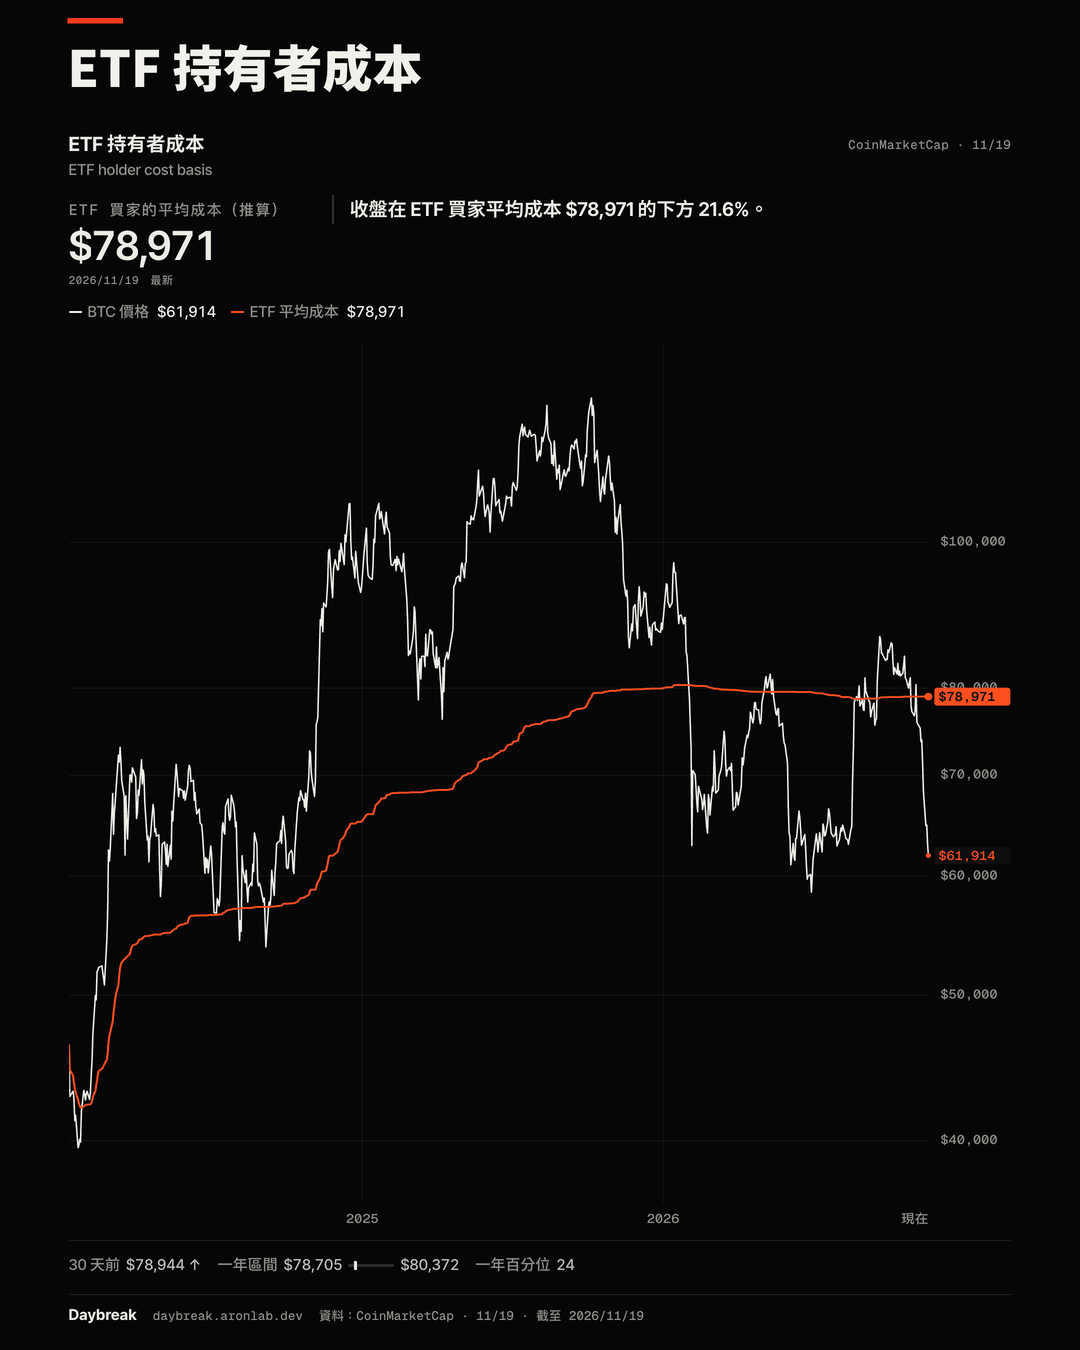 ETF 持有者成本
ETF 持有者成本
CoinMarketCap · 11/19
ETF holder cost basis
ETF 買家的平均成本 (推算)
收盤在 ETF 買家平均成本 $78,971 的下方 21.6%。
$78,971
2026/11/19 最新
BTC 價格 $61,914 ETF 平均成本 $78,971
$100,000
$80,000
$78,971
$70,000
$61,914
$60,000
$50,000
$40,000
2025 2026 現在
30 天前 $78,944 ↑ 一年區間 $78,705 $80,372 一年百分位 24
Daybreak daybreak.aronlab.dev 資料：CoinMarketCap · 11/19 · 截至 2026/11/19